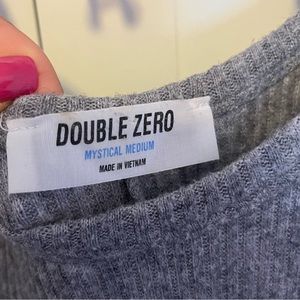 DOUBLE ZERO
MYSTICAL MEDIUM
MADE IN VIETNAM